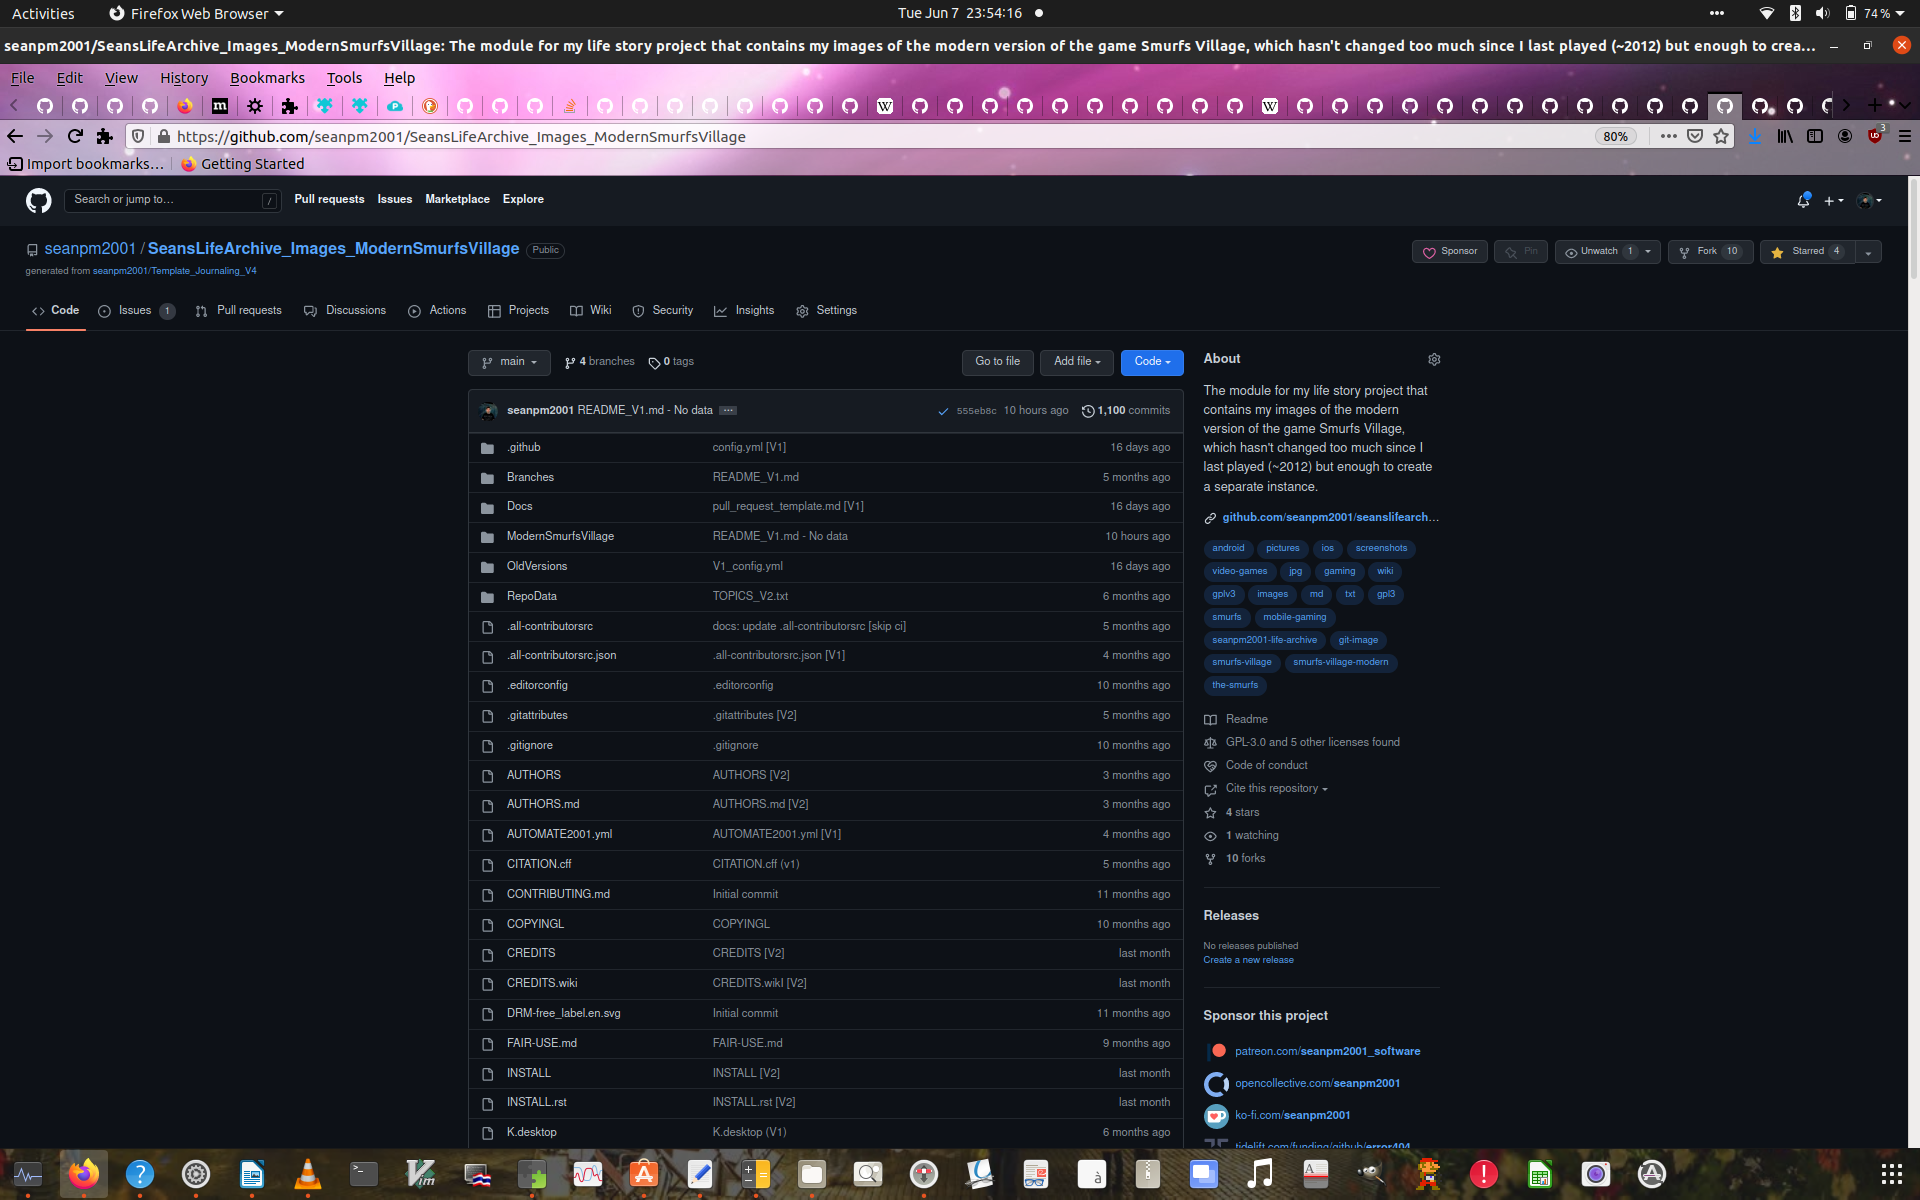 Activities
Firefox Web Browser
Tue Jun 7 23:54:16
74 %
seanpm2001/SeansLifeArchive_Images_ModernSmurfsVillage: The module for my life story project that contains my images of the modern version of the game Smurfs Village, which hasn't changed too much since I last played (~2012) but enough to crea…
File Edit View History Bookmarks Tools Help
https://github.com/seanpm2001/SeansLifeArchive_Images_ModernSmurfsVillage
80%
3
Import bookmarks…
Getting Started
Search or jump to…
/
Pull requests Issues Marketplace Explore
seanpm2001 / SeansLifeArchive_Images_ModernSmurfsVillage Public
generated from seanpm2001/Template_Journaling_V4
Sponsor
Pin
Unwatch 1
Fork 10
Starred 4
Code
Issues 1
Pull requests
Discussions
Actions
Projects
Wiki
Security
Insights
Settings
main
4 branches
0 tags
Go to file
Add file
Code
seanpm2001 README_V1.md - No data ...
555eb8c 10 hours ago
1,100 commits
.github config.yml [V1] 16 days ago
Branches README_V1.md 5 months ago
Docs pull_request_template.md [V1] 16 days ago
ModernSmurfsVillage README_V1.md - No data 10 hours ago
OldVersions V1_config.yml 16 days ago
RepoData TOPICS_V2.txt 6 months ago
.all-contributorsrc docs: update .all-contributorsrc [skip ci] 5 months ago
.all-contributorsrc.json .all-contributorsrc.json [V1] 4 months ago
.editorconfig .editorconfig 10 months ago
.gitattributes .gitattributes [V2] 5 months ago
.gitignore .gitignore 10 months ago
AUTHORS AUTHORS [V2] 3 months ago
AUTHORS.md AUTHORS.md [V2] 3 months ago
AUTOMATE2001.yml AUTOMATE2001.yml [V1] 4 months ago
CITATION.cff CITATION.cff (v1) 5 months ago
CONTRIBUTING.md Initial commit 11 months ago
COPYINGL COPYINGL 10 months ago
CREDITS CREDITS [V2] last month
CREDITS.wiki CREDITS.wikI [V2] last month
DRM-free_label.en.svg Initial commit 11 months ago
FAIR-USE.md FAIR-USE.md 9 months ago
INSTALL INSTALL [V2] last month
INSTALL.rst INSTALL.rst [V2] last month
K.desktop K.desktop (V1) 6 months ago
About
The module for my life story project that
contains my images of the modern
version of the game Smurfs Village,
which hasn't changed too much since I
last played (~2012) but enough to create
a separate instance.
github.com/seanpm2001/seanslifearch…
android pictures ios screenshots
video-games jpg gaming wiki
gplv3 images md txt gpl3
smurfs mobile-gaming
seanpm2001-life-archive git-image
smurfs-village smurfs-village-modern
the-smurfs
Readme
GPL-3.0 and 5 other licenses found
Code of conduct
Cite this repository
4 stars
1 watching
10 forks
Releases
No releases published
Create a new release
Sponsor this project
patreon.com/seanpm2001_software
opencollective.com/seanpm2001
ko-fi.com/seanpm2001
tidelift.com/funding/github/error404